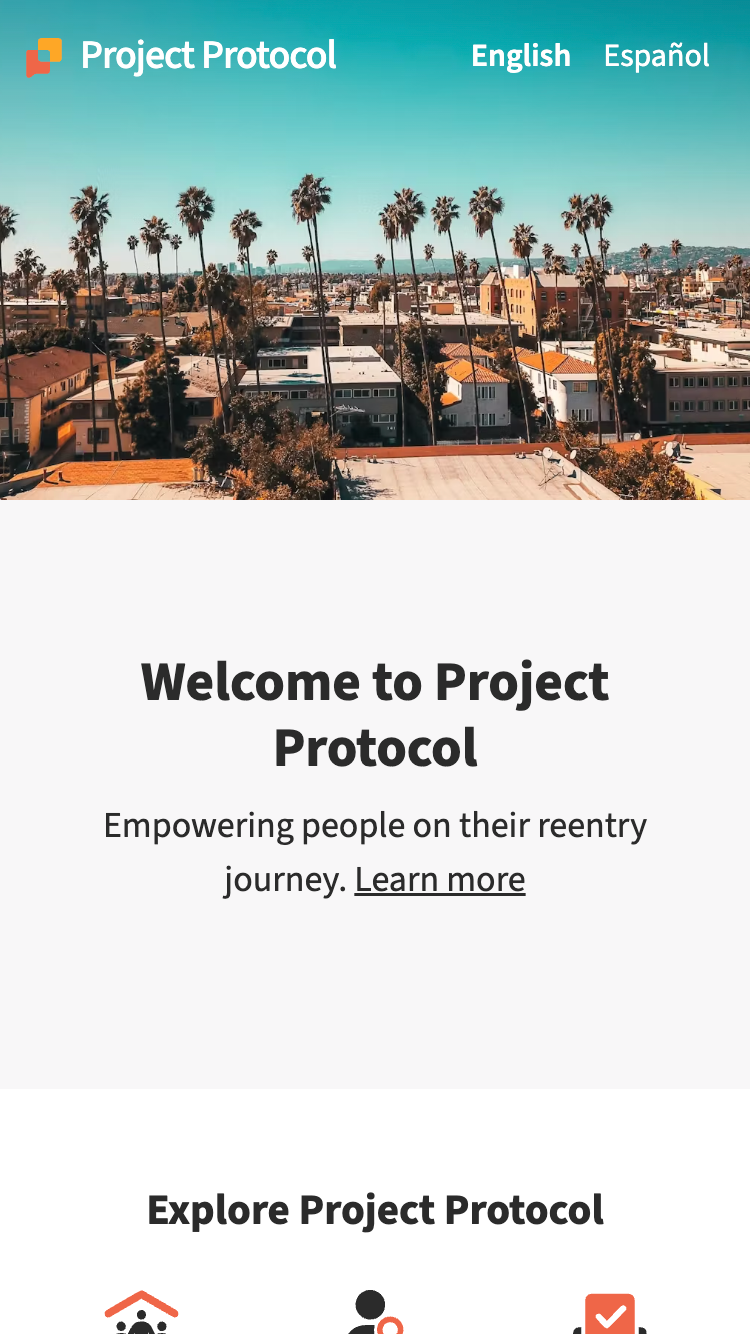 Project Protocol
English Español
Welcome to Project
Protocol
Empowering people on their reentry
journey. Learn more
Explore Project Protocol